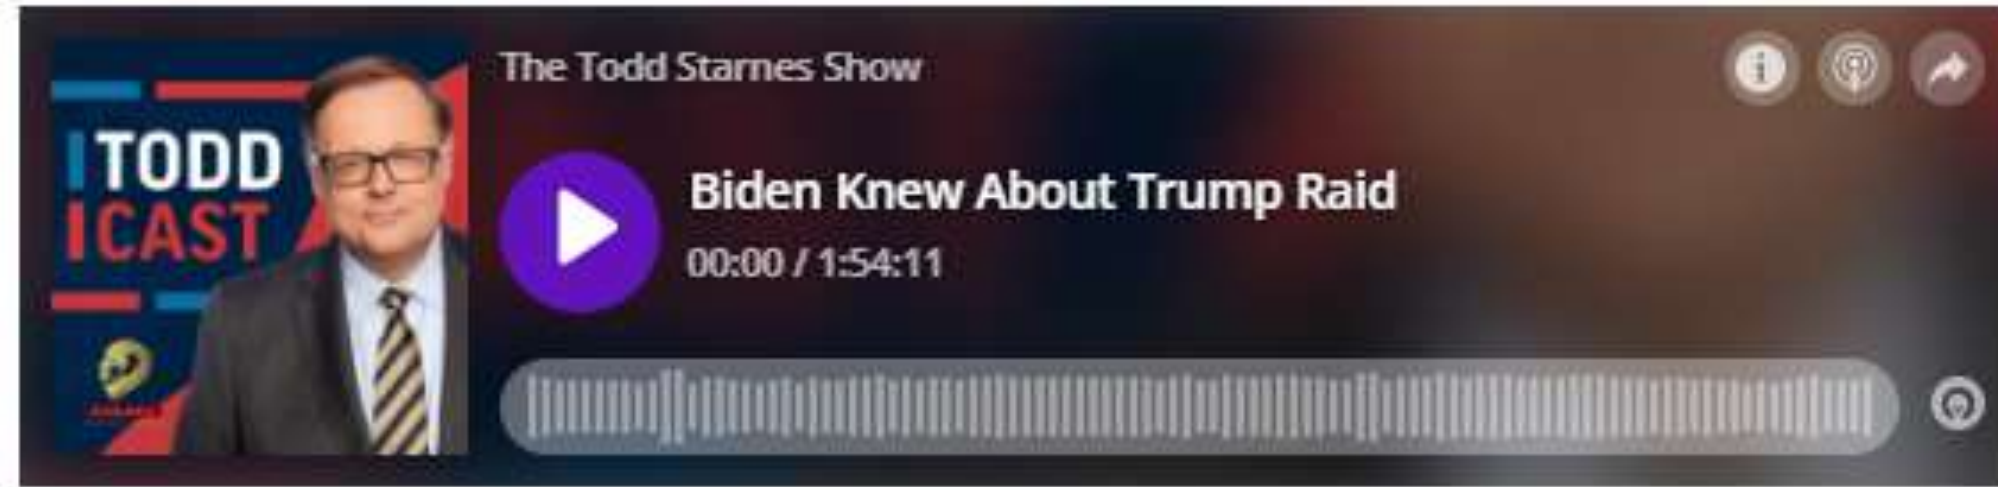 The Todd Starnes Show
TODD
CAST
Biden Knew About Trump Raid
00:00 / 1:54:11